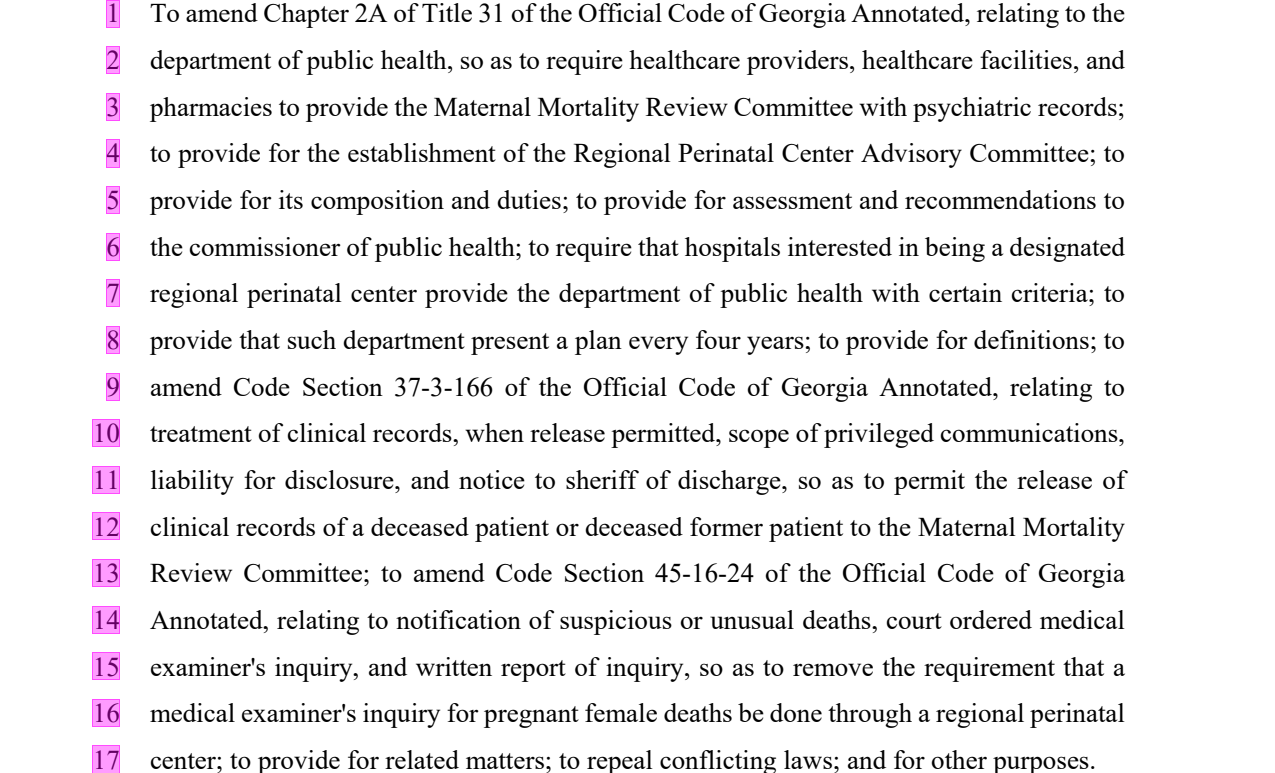 1 To amend Chapter 2A of Title 31 of the Official Code of Georgia Annotated, relating to the
2 department of public health, so as to require healthcare providers, healthcare facilities, and
3 pharmacies to provide the Maternal Mortality Review Committee with psychiatric records;
4 to provide for the establishment of the Regional Perinatal Center Advisory Committee; to
5 provide for its composition and duties; to provide for assessment and recommendations to
6 the commissioner of public health; to require that hospitals interested in being a designated
7 regional perinatal center provide the department of public health with certain criteria; to
8 provide that such department present a plan every four years; to provide for definitions; to
9 amend Code Section 37-3-166 of the Official Code of Georgia Annotated, relating to
10 treatment of clinical records, when release permitted, scope of privileged communications,
11 liability for disclosure, and notice to sheriff of discharge, so as to permit the release of
12 clinical records of a deceased patient or deceased former patient to the Maternal Mortality
13 Review Committee; to amend Code Section 45-16-24 of the Official Code of Georgia
14 Annotated, relating to notification of suspicious or unusual deaths, court ordered medical
15 examiner's inquiry, and written report of inquiry, so as to remove the requirement that a
16 medical examiner's inquiry for pregnant female deaths be done through a regional perinatal
17 center; to provide for related matters; to repeal conflicting laws; and for other purposes.